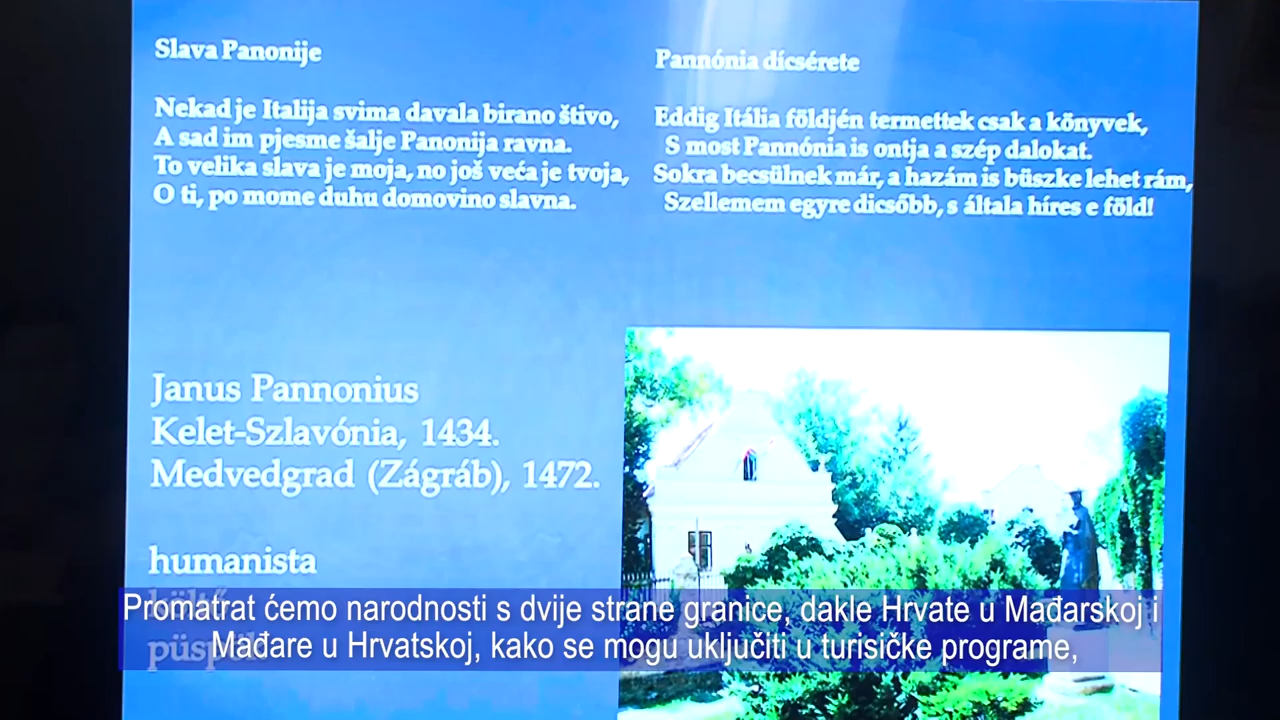 Slava Panonije
Nekad je Italija svima davala birano štivo,
A sad im pjesme šalje Panonija ravna.
To velika slava je moja, no još veća je tvoja,
O ti, po mome duhu domovino slavna.
Pannónia dícsérete
Eddig Itália földjén termettek csak a könyvek,
S most Pannónia is ontja a szép dalokat.
Sokra becsülnek már, a hazám is büszke lehet rám,
Szellemem egyre dicsőbb, s általa híres e föld!
Janus Pannonius
Kelet-Szlavónia, 1434.
Medvedgrad (Zágráb), 1472.
humanista
költő
püspök
Promatrat ćemo narodnosti s dvije strane granice, dakle Hrvate u Mađarskoj i
Mađare u Hrvatskoj, kako se mogu uključiti u turisičke programe,